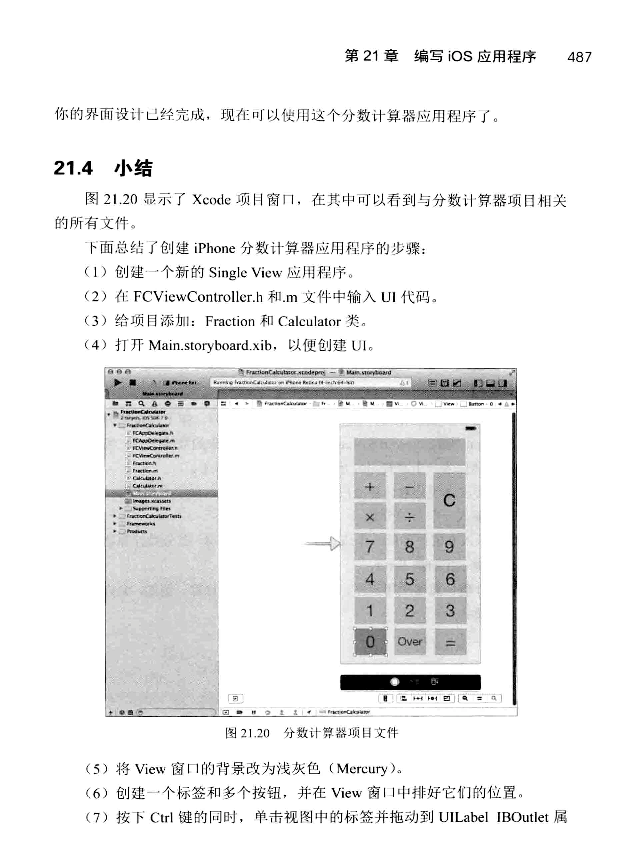 第 21 章 编写 iOS 应用程序 487
你的界面设计已经完成，现在可以使用这个分数计算器应用程序了。
21.4 小结
图 21.20 显示了 Xcode 项目窗口，在其中可以看到与分数计算器项目相关
的所有文件。
下面总结了创建 iPhone 分数计算器应用程序的步骤：
（1）创建一个新的 Single View 应用程序。
（2）在 FCViewController.h 和.m 文件中输入 UI 代码。
（3）给项目添加：Fraction 和 Calculator 类。
（4）打开 Main.storyboard.xib，以便创建 UI。
FractionCalculator.xcodeproj — Main.storyboard
Main.storyboard
FractionCalculator
FractionCalculator
FCAppDelegate.h
FCAppDelegate.m
FCViewController.h
FCViewController.m
Fraction.h
Fraction.m
Calculator.h
Calculator.m
Main.storyboard
Images.xcassets
Supporting Files
FractionCalculatorTests
Frameworks
Products
+ − C
× ÷
7 8 9
4 5 6
1 2 3
0 Over =
FractionCalculator
图 21.20 分数计算器项目文件
（5）将 View 窗口的背景改为浅灰色（Mercury）。
（6）创建一个标签和多个按钮，并在 View 窗口中排好它们的位置。
（7）按下 Ctrl 键的同时，单击视图中的标签并拖动到 UILabel IBOutlet 属